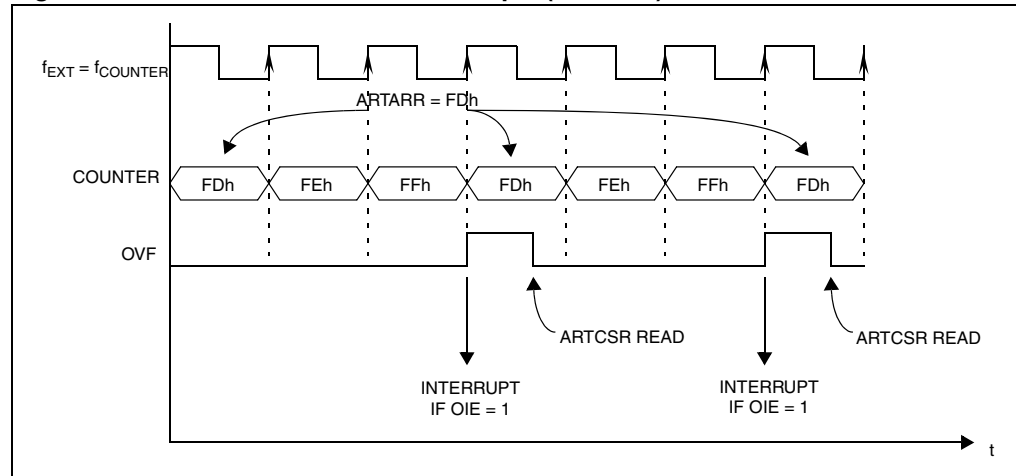 fEXT = fCOUNTER
ARTARR = FDh
COUNTER
FDh
FEh
FFh
FDh
FEh
FFh
FDh
OVF
ARTCSR READ
ARTCSR READ
INTERRUPT
IF OIE = 1
INTERRUPT
IF OIE = 1
t